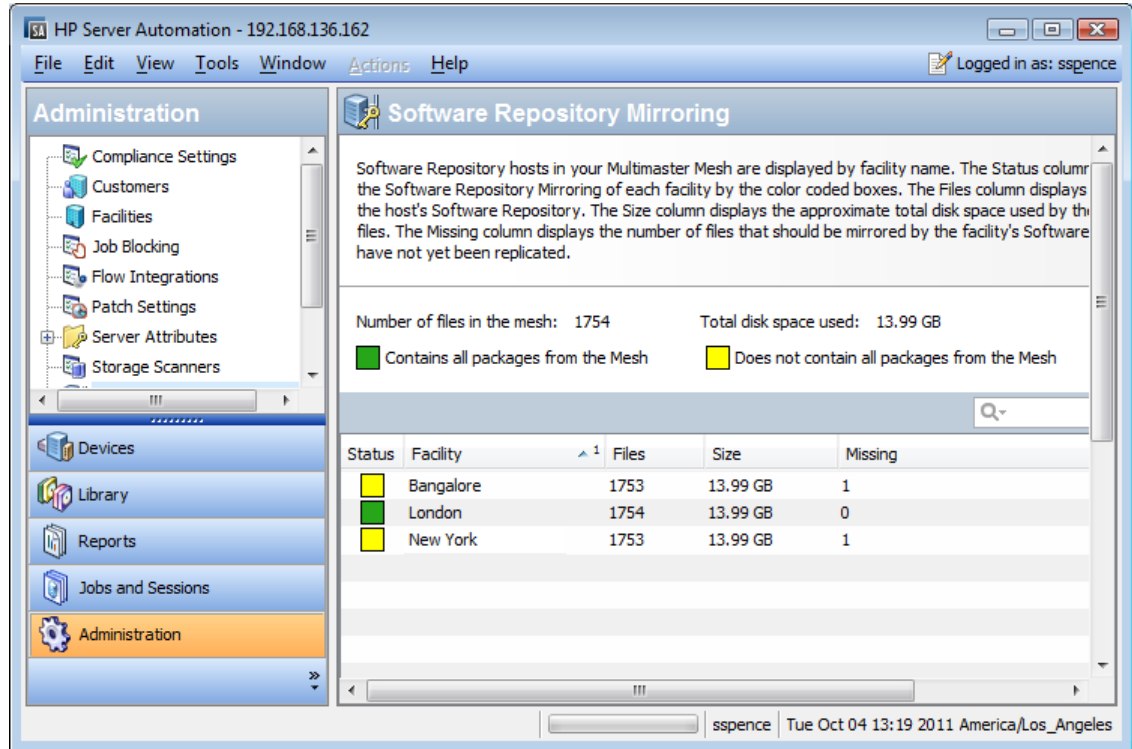 HP Server Automation - 192.168.136.162
File Edit View Tools Window Actions Help
Logged in as: sspence
Administration
Compliance Settings
Customers
Facilities
Job Blocking
Flow Integrations
Patch Settings
Server Attributes
Storage Scanners
Devices
Library
Reports
Jobs and Sessions
Administration
Software Repository Mirroring
Software Repository hosts in your Multimaster Mesh are displayed by facility name. The Status column
the Software Repository Mirroring of each facility by the color coded boxes. The Files column displays
the host's Software Repository. The Size column displays the approximate total disk space used by the
files. The Missing column displays the number of files that should be mirrored by the facility's Software
have not yet been replicated.
Number of files in the mesh: 1754 Total disk space used: 13.99 GB
Contains all packages from the Mesh Does not contain all packages from the Mesh
Status Facility 1 Files Size Missing
Bangalore 1753 13.99 GB 1
London 1754 13.99 GB 0
New York 1753 13.99 GB 1
sspence Tue Oct 04 13:19 2011 America/Los_Angeles